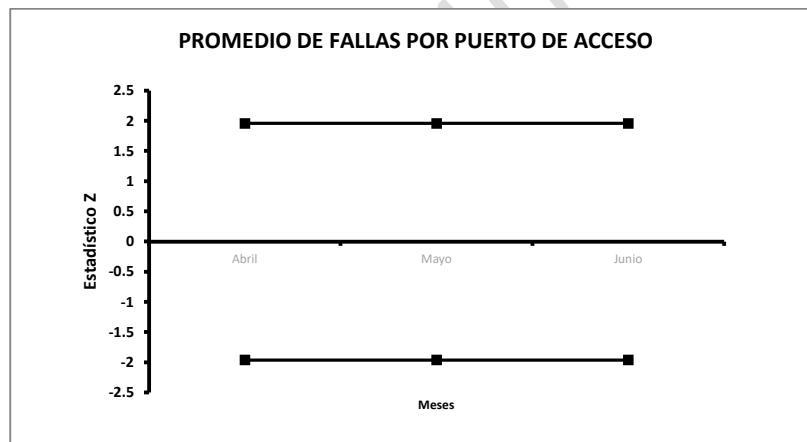 PROMEDIO DE FALLAS POR PUERTO DE ACCESO
2.5
2
1.5
1
0.5
0
-0.5
-1
-1.5
-2
-2.5
Estadístico Z
Abril Mayo Junio
Meses